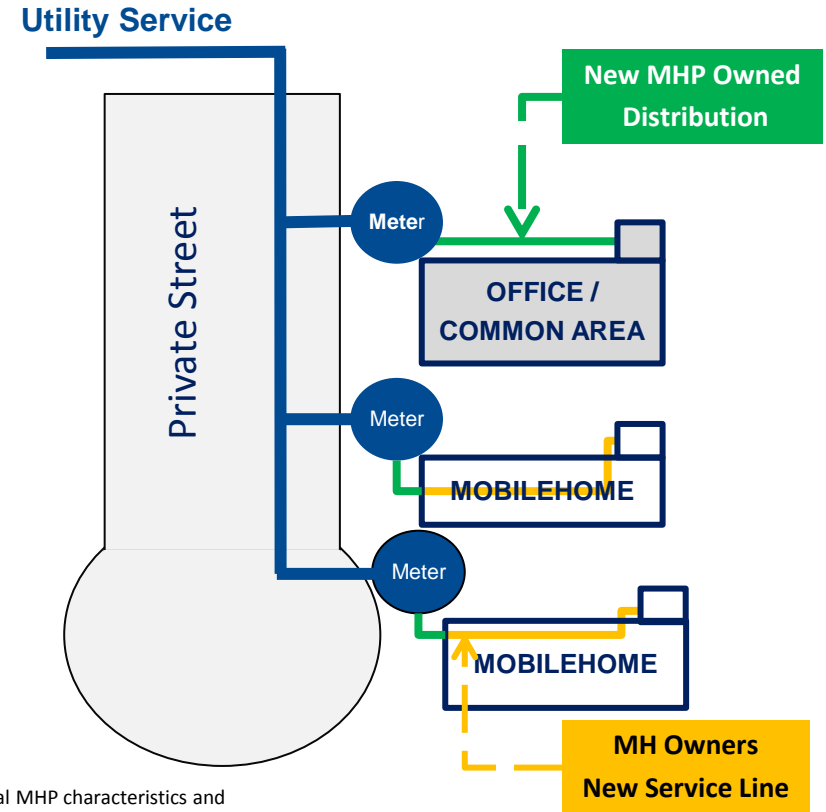 Utility Service
New MHP Owned
Distribution
Private Street
Meter
OFFICE /
COMMON AREA
Meter
MOBILEHOME
Meter
MOBILEHOME
MH Owners
New Service Line
al MHP characteristics and